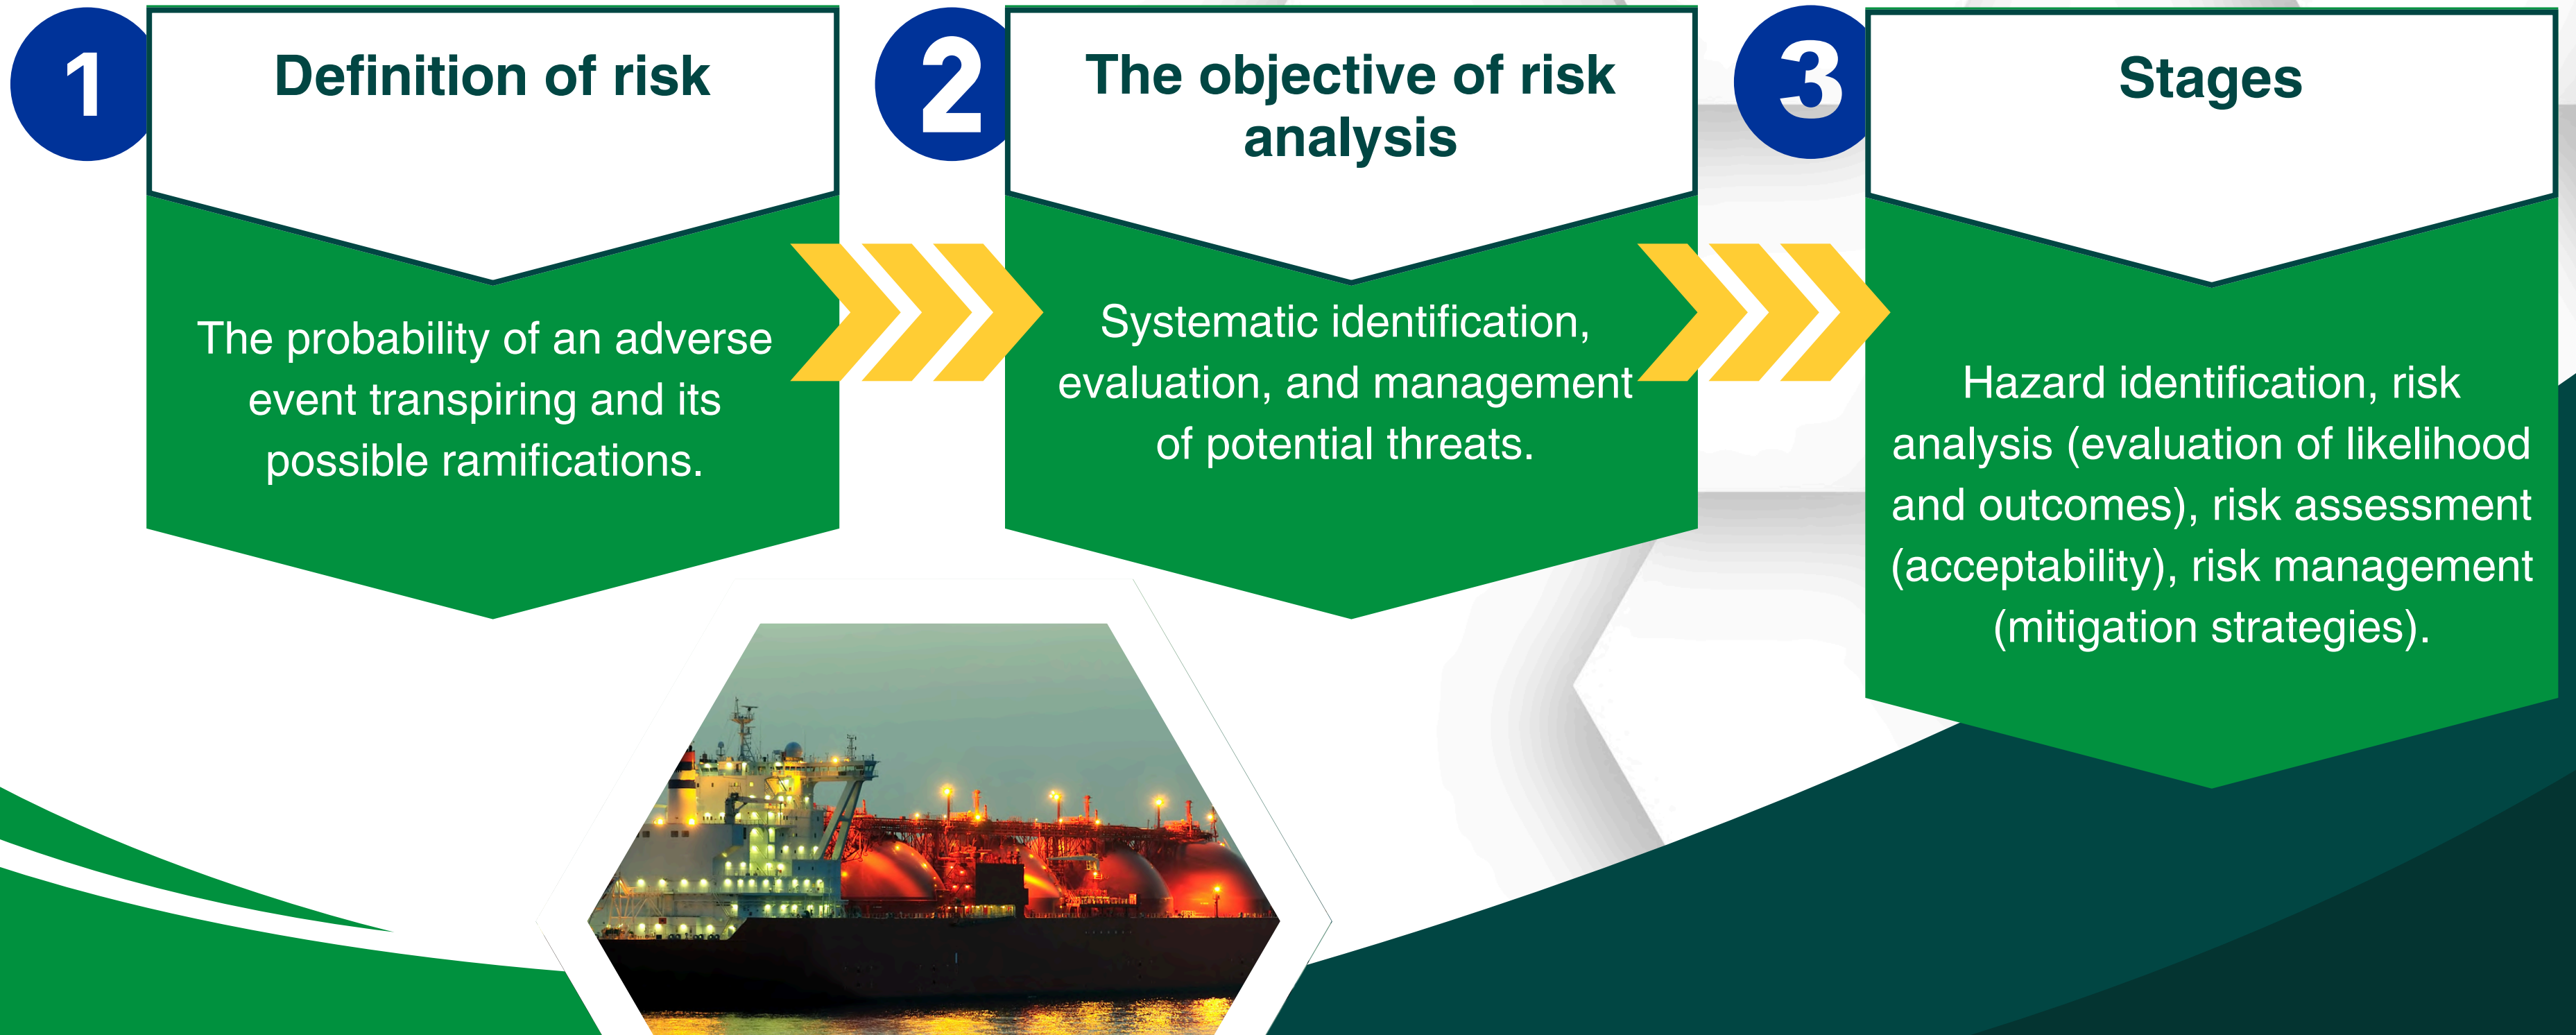 1
Definition of risk
The probability of an adverse
event transpiring and its
possible ramifications.
2
The objective of risk
analysis
Systematic identification,
evaluation, and management
of potential threats.
3
Stages
Hazard identification, risk
analysis (evaluation of likelihood
and outcomes), risk assessment
(acceptability), risk management
(mitigation strategies).